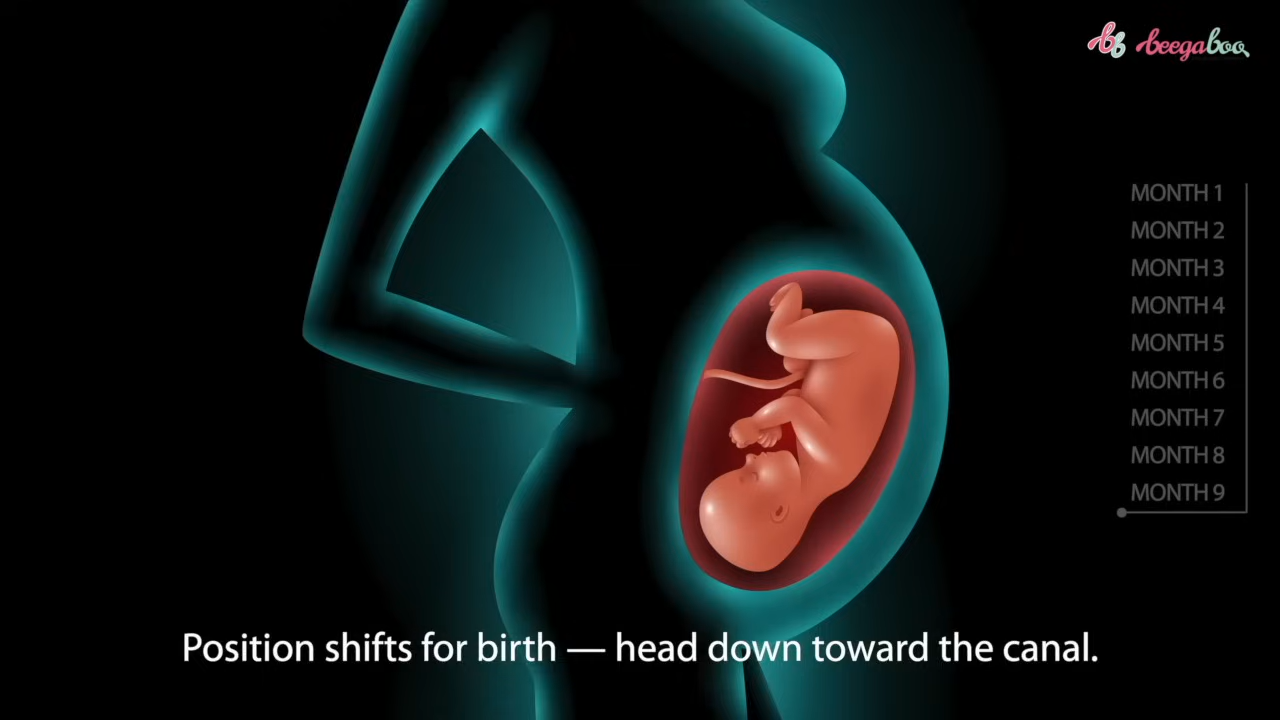 beegaboo
MONTH 1
MONTH 2
MONTH 3
MONTH 4
MONTH 5
MONTH 6
MONTH 7
MONTH 8
MONTH 9
Position shifts for birth — head down toward the canal.